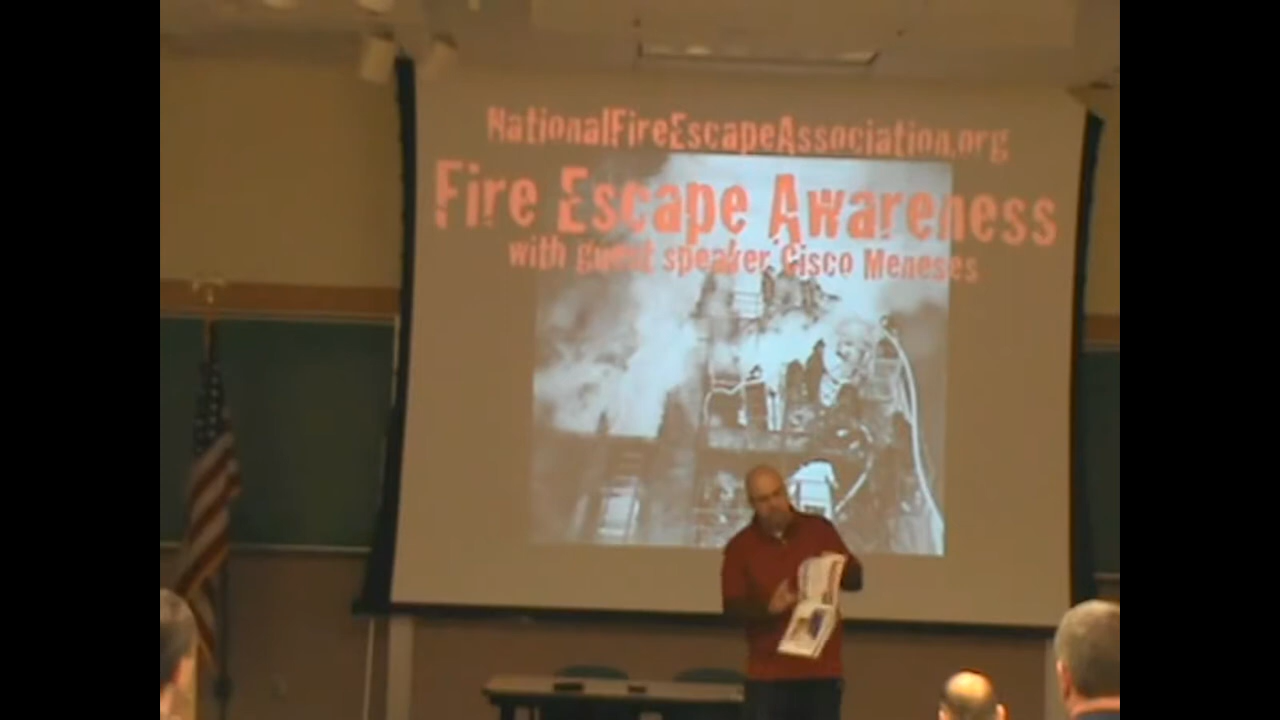 NationalFireEscapeAssociation.org
Fire Escape Awareness
with guest speaker Cisco Meneses